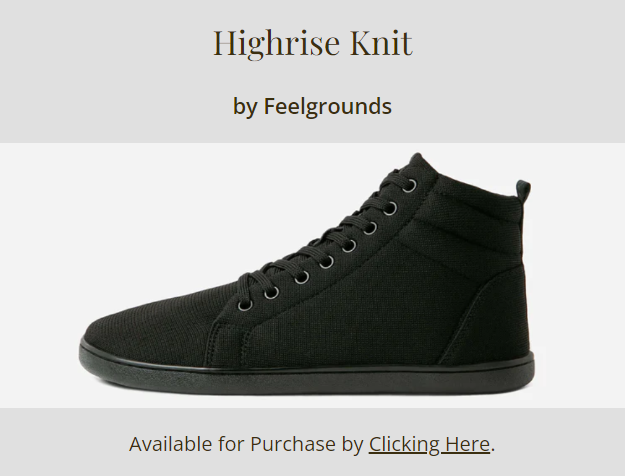 Highrise Knit
by Feelgrounds
Available for Purchase by Clicking Here.